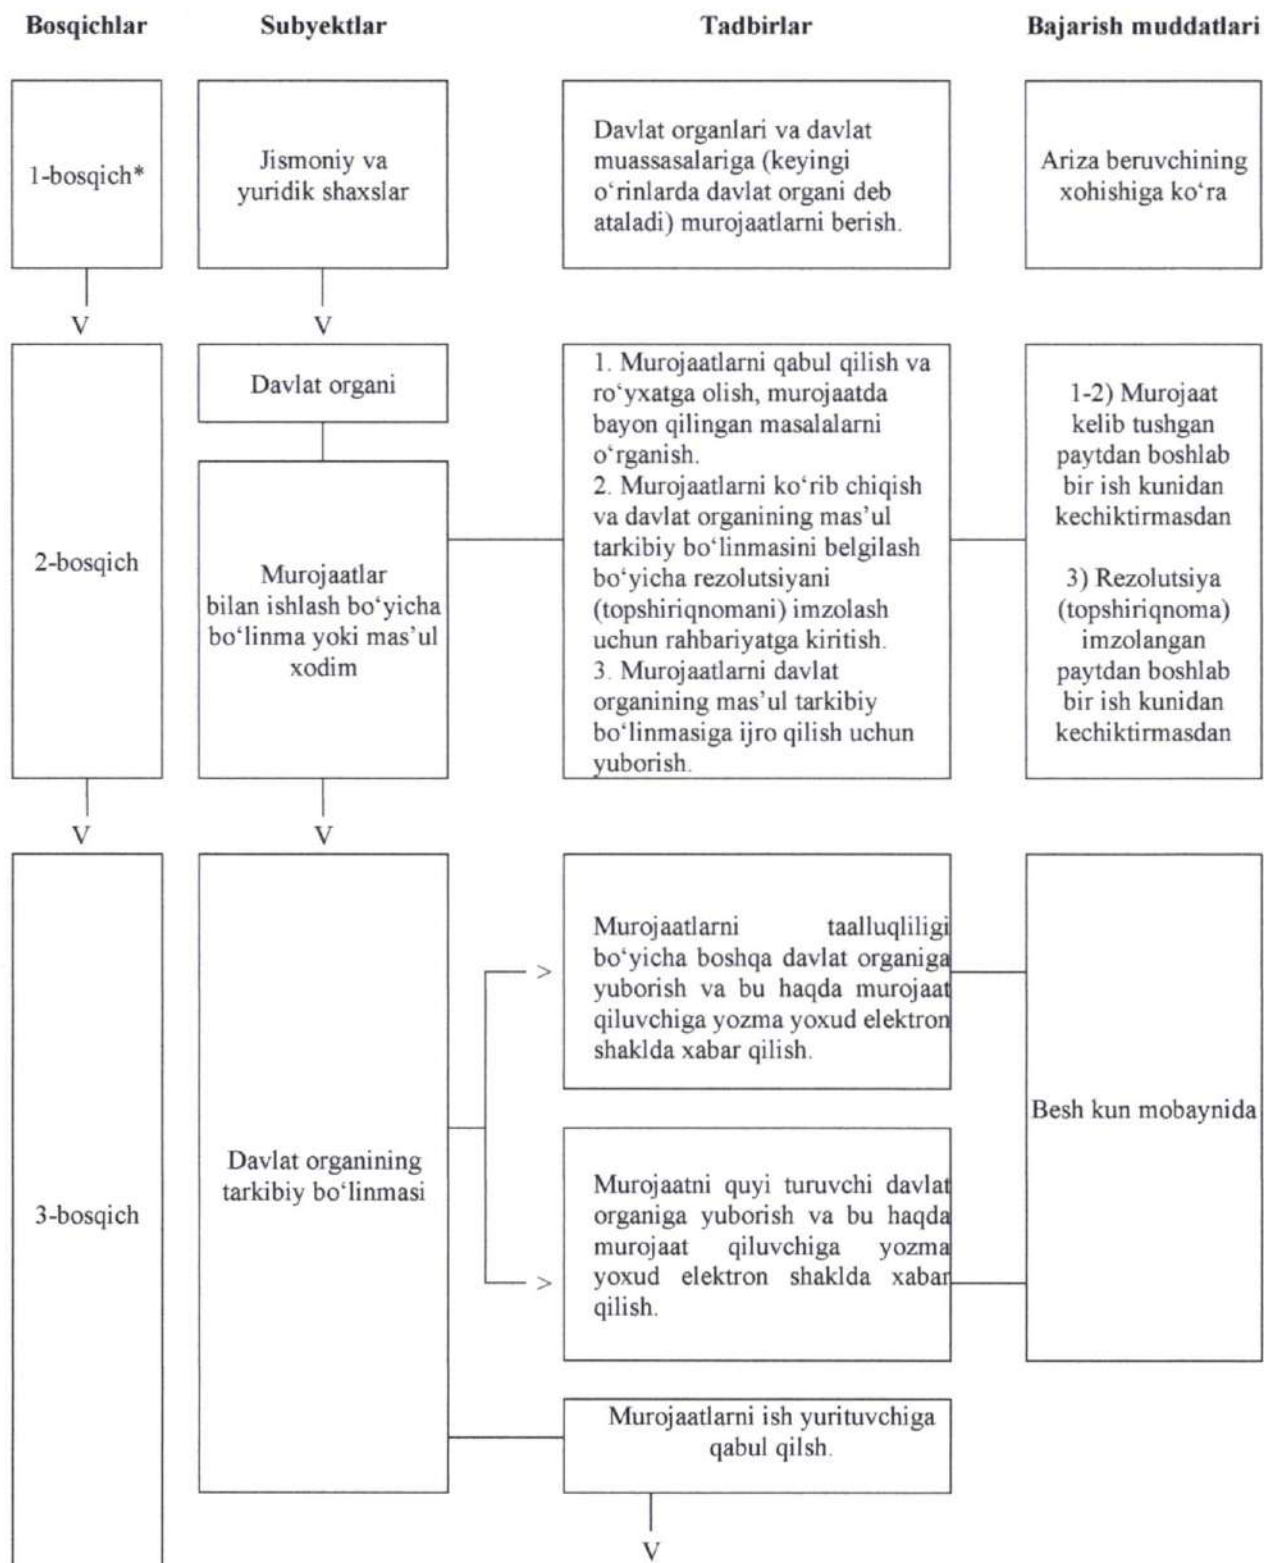 Bosqichlar
Subyektlar
Tadbirlar
Bajarish muddatlari
1-bosqich*
Jismoniy va
yuridik shaxslar
Davlat organlari va davlat
muassasalariga (keyingi
o‘rinlarda davlat organi deb
ataladi) murojaatlarni berish.
Ariza beruvchining
xohishiga ko‘ra
V
V
2-bosqich
Davlat organi
Murojaatlar
bilan ishlash bo‘yicha
bo‘linma yoki mas’ul
xodim
1. Murojaatlarni qabul qilish va
ro‘yxatga olish, murojaatda
bayon qilingan masalalarni
o‘rganish.
2. Murojaatlarni ko‘rib chiqish
va davlat organining mas’ul
tarkibiy bo‘linmasini belgilash
bo‘yicha rezolutsiyani
(topshiriqnomani) imzolash
uchun rahbariyatga kiritish.
3. Murojaatlarni davlat
organining mas’ul tarkibiy
bo‘linmasiga ijro qilish uchun
yuborish.
1-2) Murojaat
kelib tushgan
paytdan boshlab
bir ish kunidan
kechiktirmasdan
3) Rezolutsiya
(topshiriqnoma)
imzolangan
paytdan boshlab
bir ish kunidan
kechiktirmasdan
V
V
3-bosqich
Davlat organining
tarkibiy bo‘linmasi
>
Murojaatlarni taalluqliligi
bo‘yicha boshqa davlat organiga
yuborish va bu haqda murojaat
qiluvchiga yozma yoxud elektron
shaklda xabar qilish.
>
Murojaatni quyi turuvchi davlat
organiga yuborish va bu haqda
murojaat qiluvchiga yozma
yoxud elektron shaklda xabar
qilish.
Besh kun mobaynida
Murojaatlarni ish yurituvchiga
qabul qilsh.
V